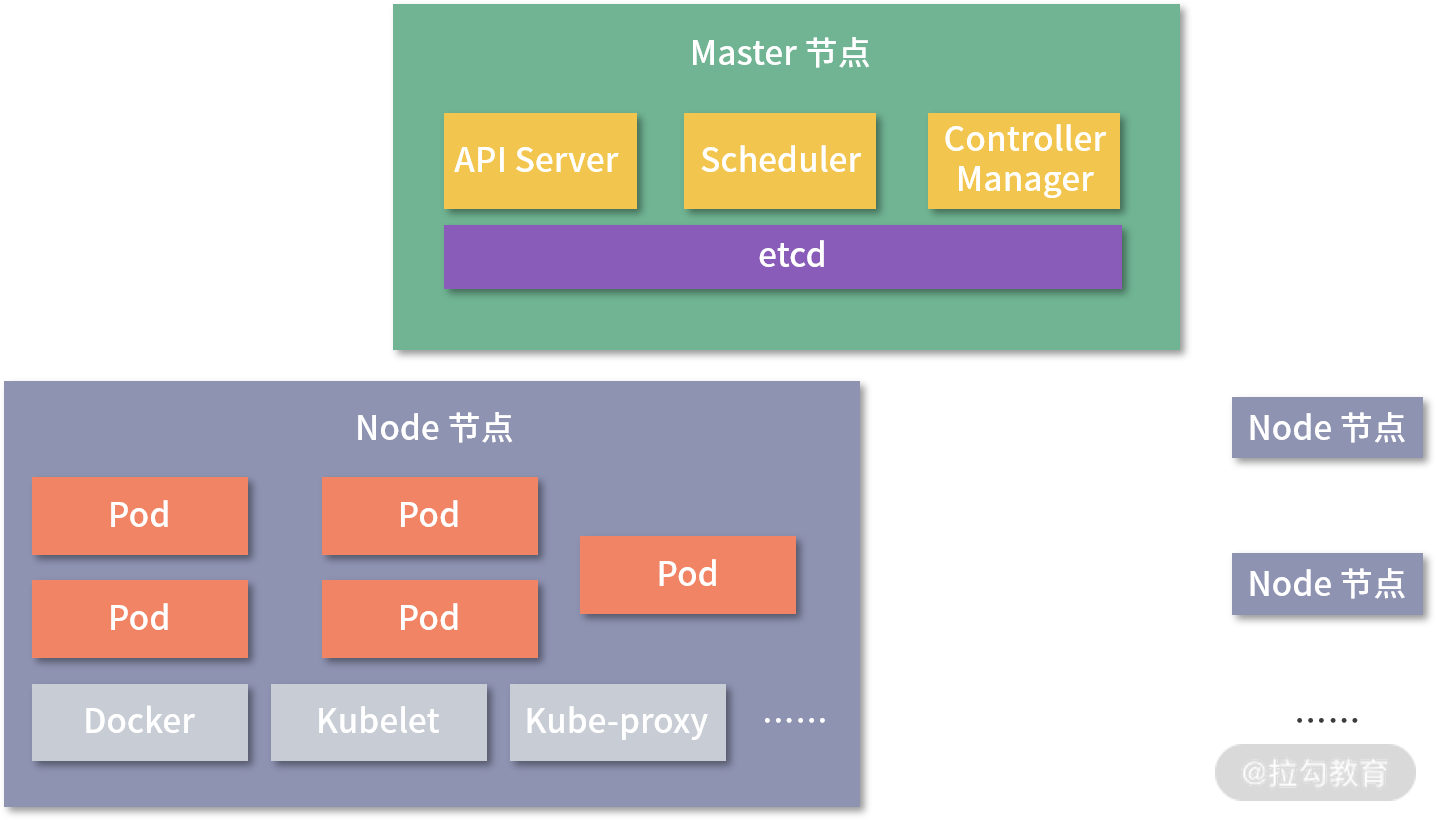 Master 节点
API Server
Scheduler
Controller
Manager
etcd
Node 节点
Pod
Pod
Pod
Pod
Pod
Docker
Kubelet
Kube-proxy
······
Node 节点
Node 节点
······
@拉勾教育